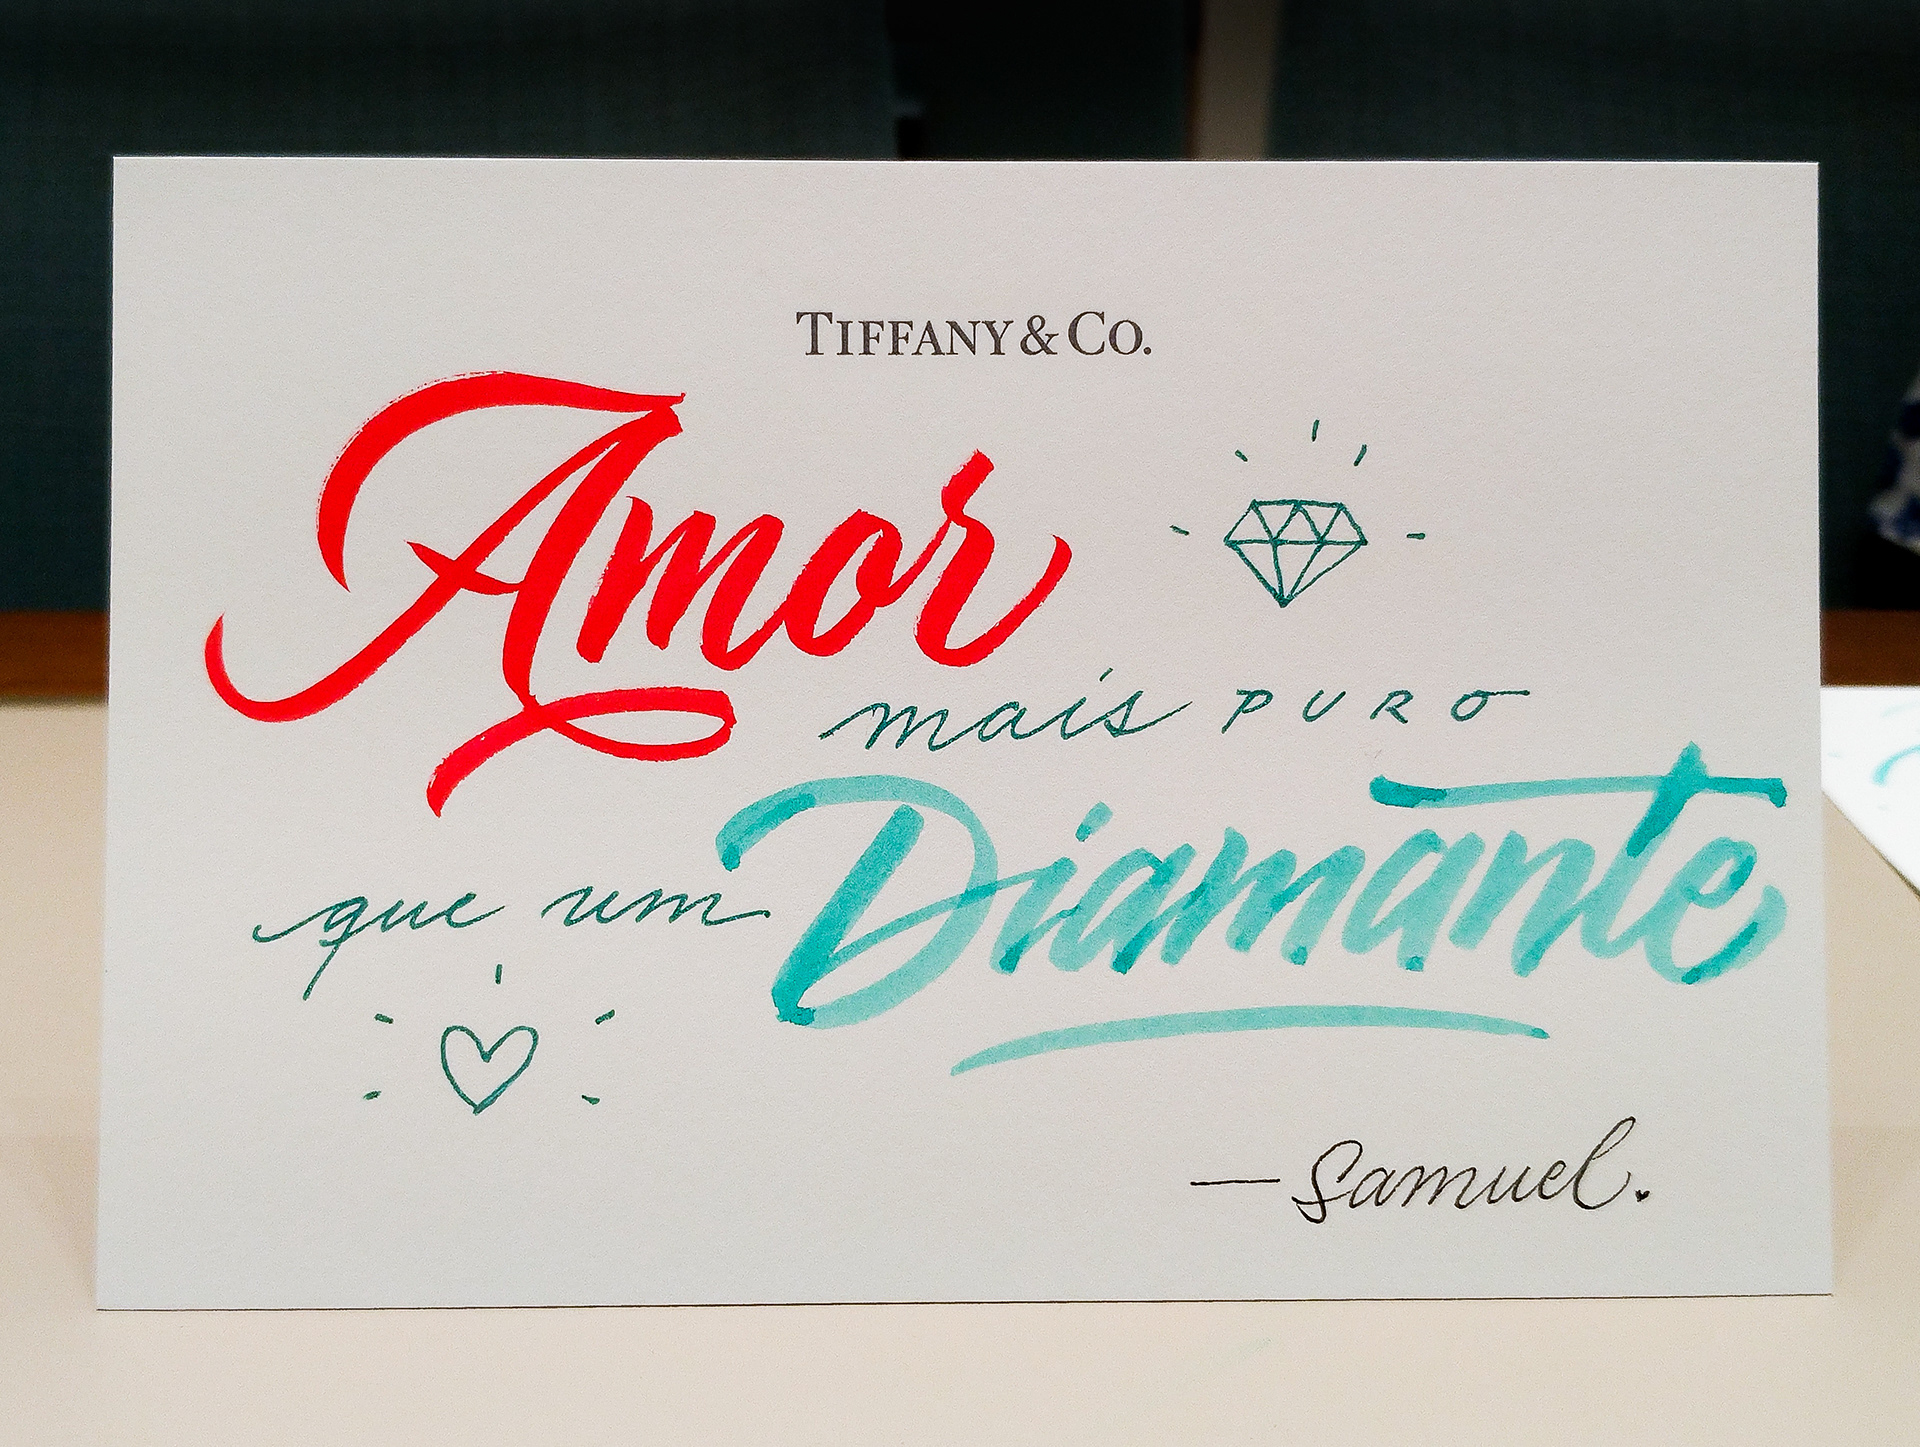 TIFFANY & CO.
Amor
mais PURO
que um Diamante
— Samuel.